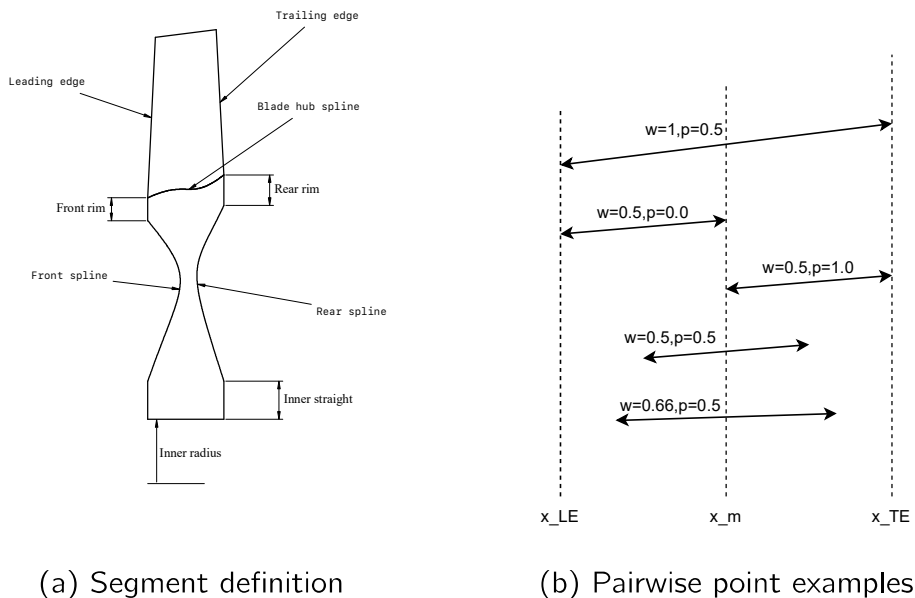 Trailing edge
Leading edge
Blade hub spline
Rear rim
Front rim
Front spline
Rear spline
Inner straight
Inner radius
w=1,p=0.5
w=0.5,p=0.0
w=0.5,p=1.0
w=0.5,p=0.5
w=0.66,p=0.5
x_LE
x_m
x_TE
(a) Segment definition
(b) Pairwise point examples